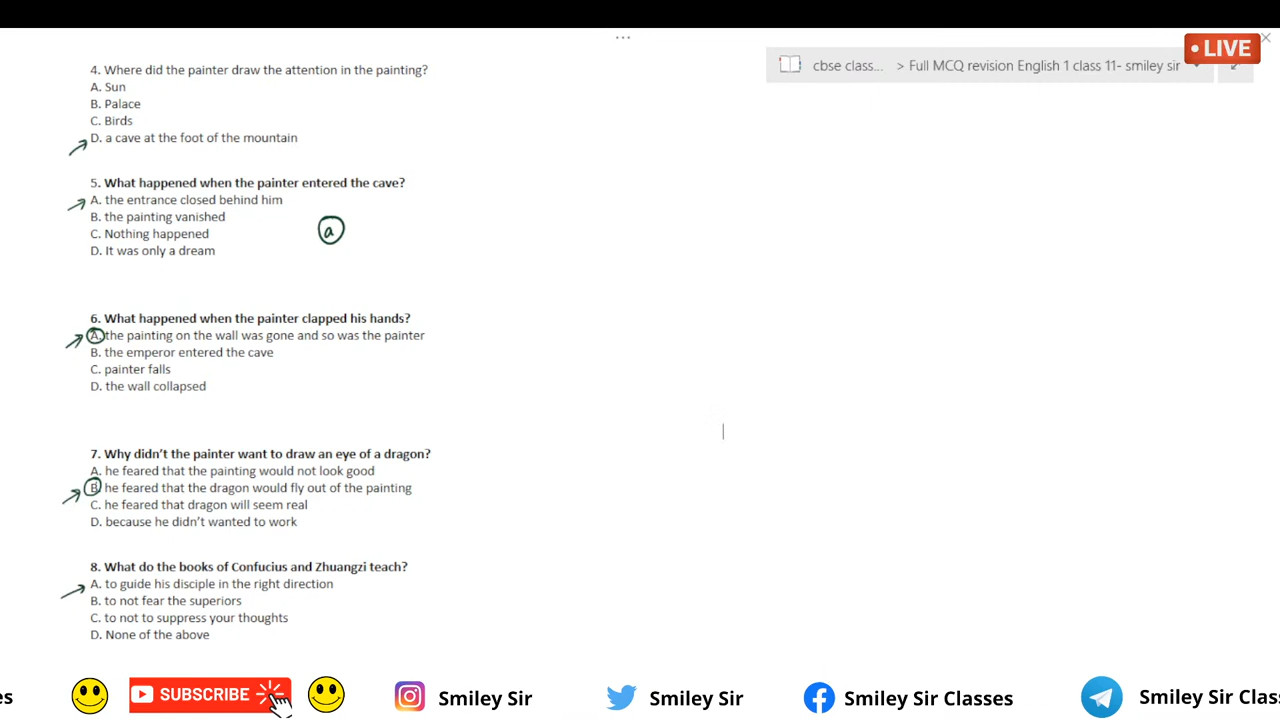 ...
• LIVE
cbse class... > Full MCQ revision English 1 class 11- smiley sir
4. Where did the painter draw the attention in the painting?
A. Sun
B. Palace
C. Birds
D. a cave at the foot of the mountain
5. What happened when the painter entered the cave?
A. the entrance closed behind him
B. the painting vanished
C. Nothing happened
D. It was only a dream
a
6. What happened when the painter clapped his hands?
A. the painting on the wall was gone and so was the painter
B. the emperor entered the cave
C. painter falls
D. the wall collapsed
7. Why didn't the painter want to draw an eye of a dragon?
A. he feared that the painting would not look good
B. he feared that the dragon would fly out of the painting
C. he feared that dragon will seem real
D. because he didn't wanted to work
8. What do the books of Confucius and Zhuangzi teach?
A. to guide his disciple in the right direction
B. to not fear the superiors
C. to not to suppress your thoughts
D. None of the above
es SUBSCRIBE Smiley Sir Smiley Sir Smiley Sir Classes Smiley Sir Clas